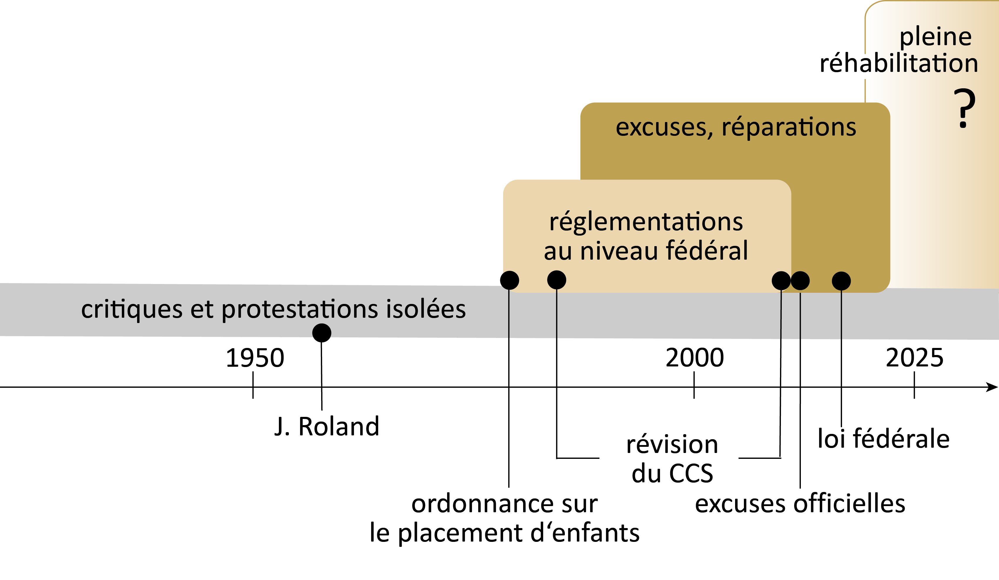 pleine
réhabilitation
?
excuses, réparations
réglementations
au niveau fédéral
critiques et protestations isolées
1950
2000
2025
J. Roland
révision
du CCS
loi fédérale
ordonnance sur
le placement d‘enfants
excuses officielles